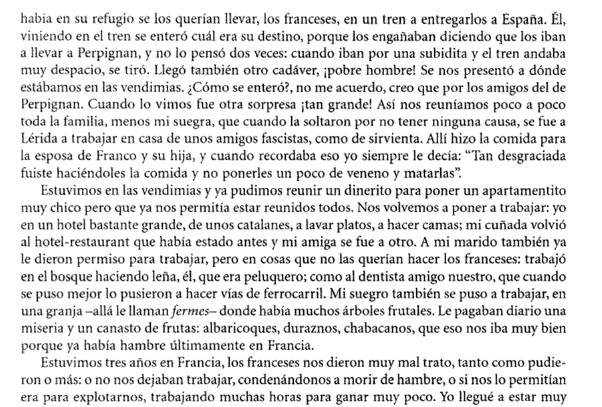 había en su refugio se los querían llevar, los franceses, en un tren a entregarlos a España. Él,
viniendo en el tren se enteró cuál era su destino, porque los engañaban diciendo que los iban
a llevar a Perpignan, y no lo pensó dos veces: cuando iban por una subidita y el tren andaba
muy despacio, se tiró. Llegó también otro cadáver, ¡pobre hombre! Se nos presentó a dónde
estábamos en las vendimias. ¿Cómo se enteró?, no me acuerdo, creo que por los amigos del de
Perpignan. Cuando lo vimos fue otra sorpresa ¡tan grande! Así nos reuníamos poco a poco
toda la familia, menos mi suegra, que cuando la soltaron por no tener ninguna causa, se fue a
Lérida a trabajar en casa de unos amigos fascistas, como de sirvienta. Allí hizo la comida para
la esposa de Franco y su hija, y cuando recordaba eso yo siempre le decía: “Tan desgraciada
fuiste haciéndoles la comida y no ponerles un poco de veneno y matarlas”.
Estuvimos en las vendimias y ya pudimos reunir un dinerito para poner un apartamentito
muy chico pero que ya nos permitía estar reunidos todos. Nos volvemos a poner a trabajar: yo
en un hotel bastante grande, de unos catalanes, a lavar platos, a hacer camas; mi cuñada volvió
al hotel-restaurant que había estado antes y mi amiga se fue a otro. A mi marido también ya
le dieron permiso para trabajar, pero en cosas que no las querían hacer los franceses: trabajó
en el bosque haciendo leña, él, que era peluquero; como al dentista amigo nuestro, que cuando
se puso mejor lo pusieron a hacer vías de ferrocarril. Mi suegro también se puso a trabajar, en
una granja –allá le llaman fermes– donde había muchos árboles frutales. Le pagaban diario una
miseria y un canasto de frutas: albaricoques, duraznos, chabacanos, que eso nos iba muy bien
porque ya había hambre últimamente en Francia.
Estuvimos tres años en Francia, los franceses nos dieron muy mal trato, tanto como pudie-
ron o más: o no nos dejaban trabajar, condenándonos a morir de hambre, o si nos lo permitían
era para explotarnos, trabajando muchas horas para ganar muy poco. Yo llegué a estar muy